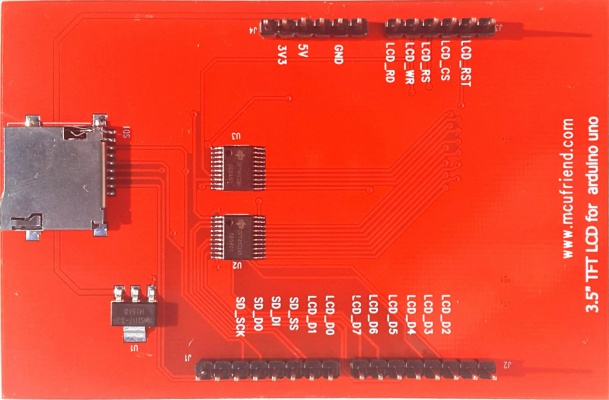 J4
J3
3V3
5V
GND
LCD_RD
LCD_WR
LCD_RS
LCD_CS
LCD_RST
U3
U2
U1
SD_SCK
SD_D0
SD_DI
SD_SS
LCD_D1
LCD_D0
LCD_D7
LCD_D6
LCD_D5
LCD_D4
LCD_D3
LCD_D2
J1
J2
www.mcufriend.com
3.5" TFT LCD for arduino uno